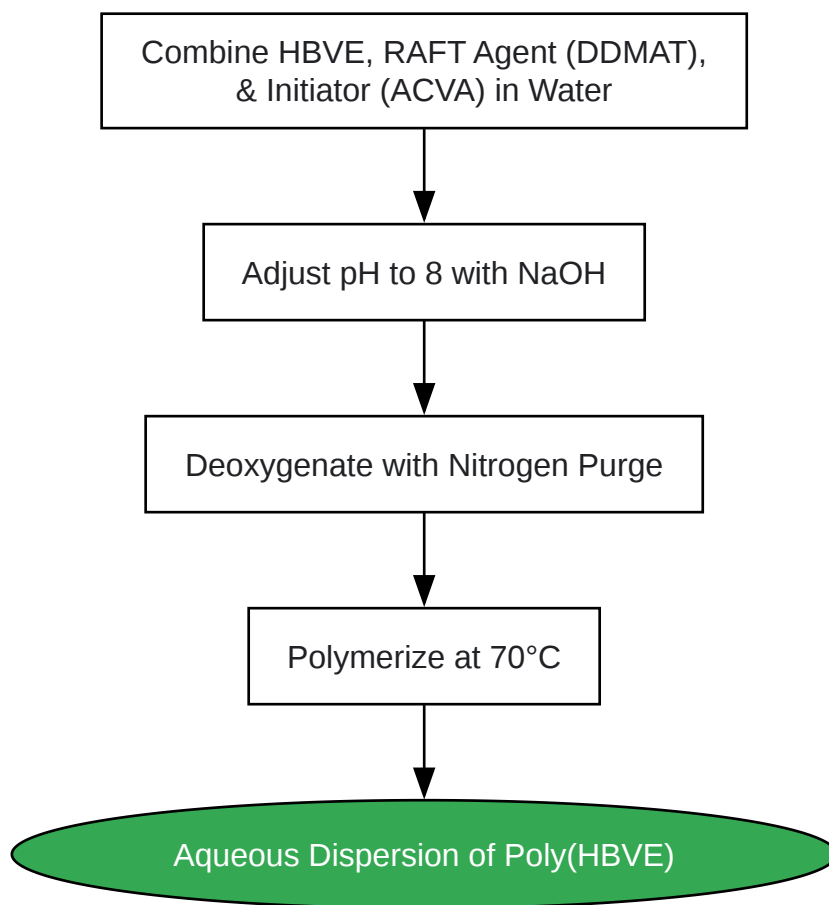 Combine HBVE, RAFT Agent (DDMAT),
& Initiator (ACVA) in Water
Adjust pH to 8 with NaOH
Deoxygenate with Nitrogen Purge
Polymerize at 70°C
Aqueous Dispersion of Poly(HBVE)